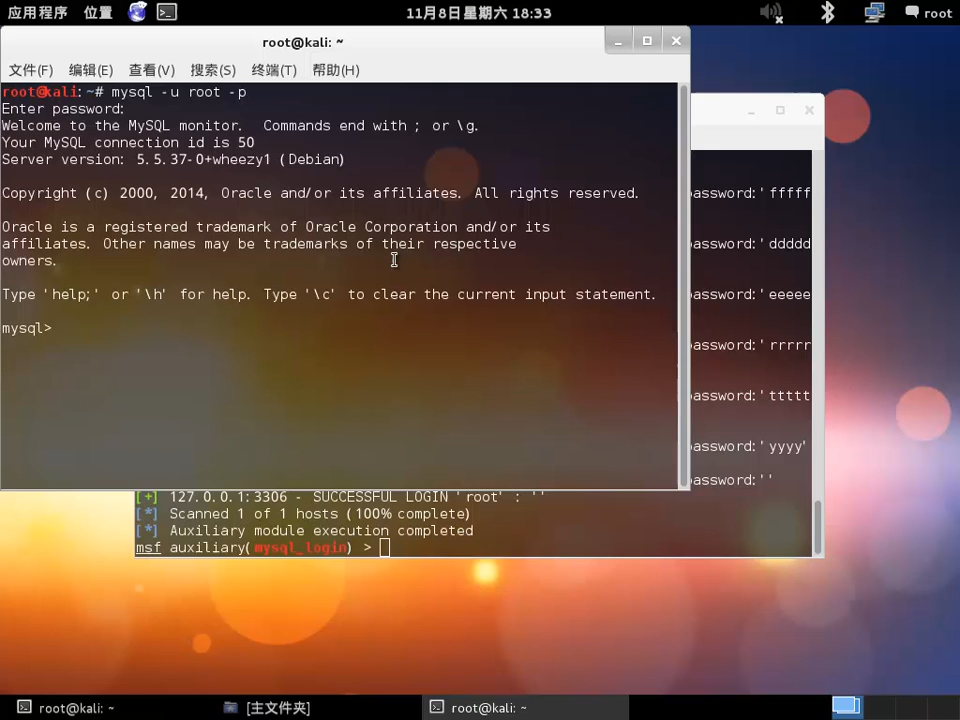 应用程序 位置 11月8日星期六 18:33 root
root@kali: ~
文件(F) 编辑(E) 查看(V) 搜索(S) 终端(T) 帮助(H)
root@kali:~# mysql -u root -p
Enter password:
Welcome to the MySQL monitor.  Commands end with ; or \g.
Your MySQL connection id is 50
Server version: 5.5.37-0+wheezy1 (Debian)
Copyright (c) 2000, 2014, Oracle and/or its affiliates. All rights reserved.
Oracle is a registered trademark of Oracle Corporation and/or its
affiliates. Other names may be trademarks of their respective
owners.
Type 'help;' or '\h' for help. Type '\c' to clear the current input statement.
mysql>
password:'fffff
password:'ddddd
password:'eeeee
password:'rrrrr
password:'ttttt
password:'yyyy'
password:''
[+] 127.0.0.1:3306 - SUCCESSFUL LOGIN 'root' : ''
[*] Scanned 1 of 1 hosts (100% complete)
[*] Auxiliary module execution completed
msf auxiliary(mysql_login) >
root@kali: ~ [主文件夹] root@kali: ~